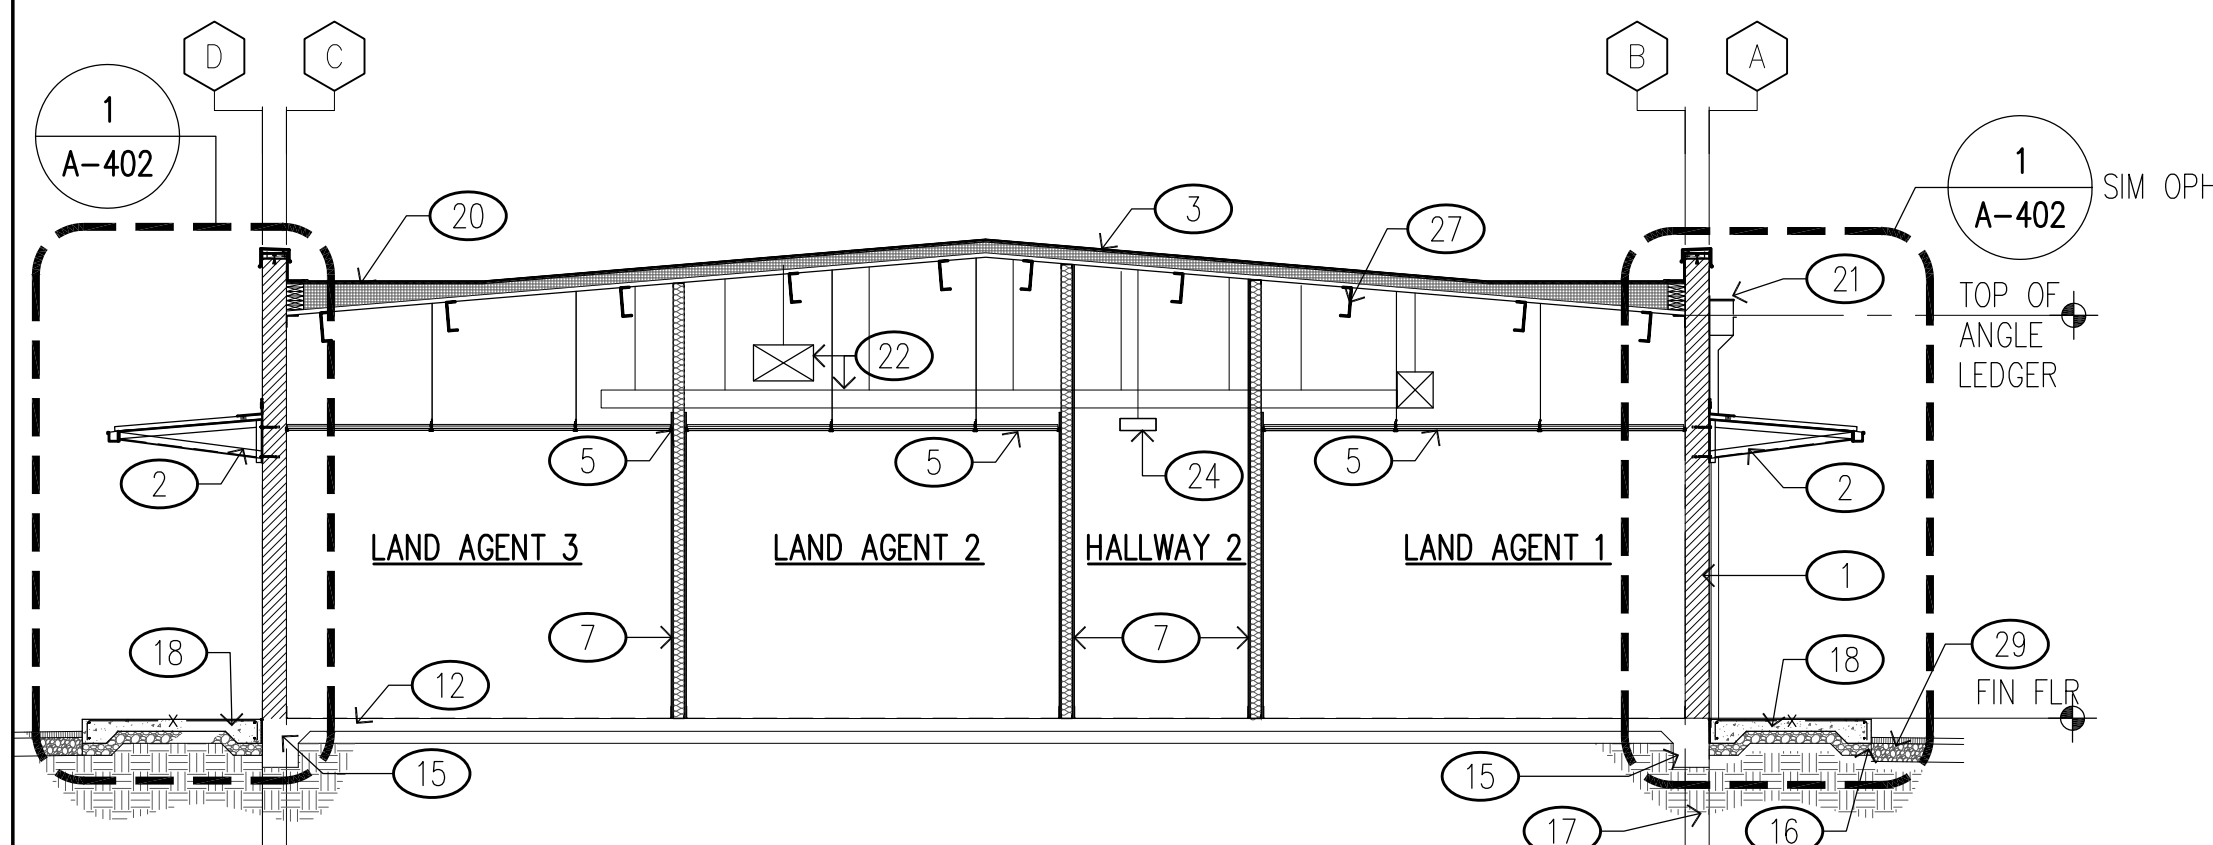 D
C
B
A
1
A-402
1
A-402
SIM OPH
20
3
27
21
TOP OF
ANGLE
LEDGER
22
5
5
5
24
2
2
LAND AGENT 3
LAND AGENT 2
HALLWAY 2
LAND AGENT 1
1
7
7
18
18
29
FIN FLR
12
x
x
15
15
17
16